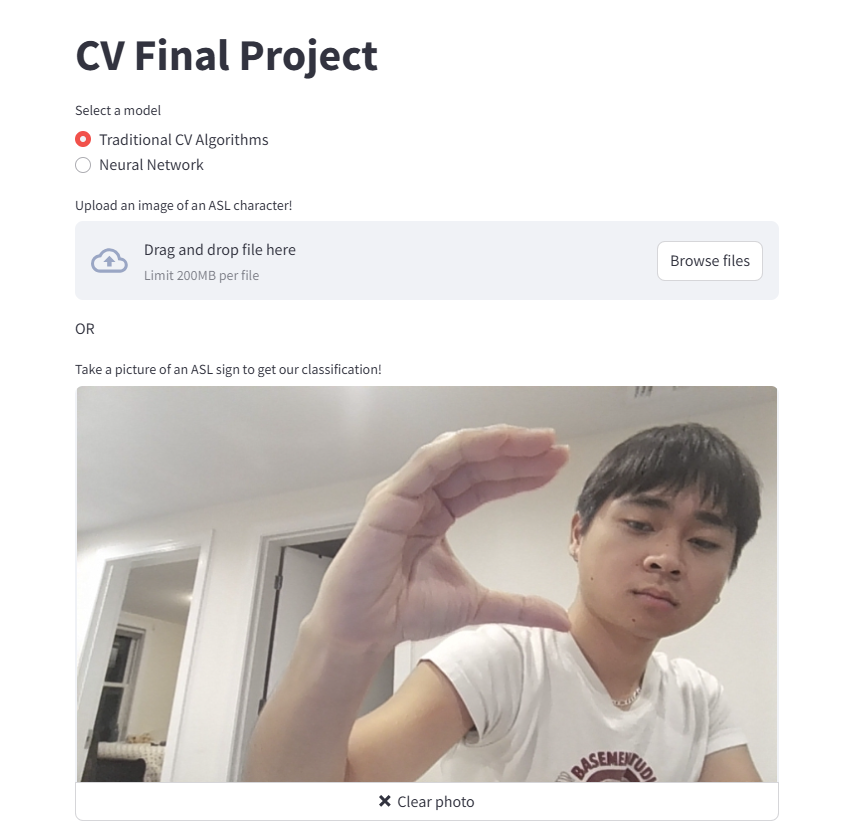 CV Final Project
Select a model
Traditional CV Algorithms
Neural Network
Upload an image of an ASL character!
Drag and drop file here
Limit 200MB per file
Browse files
OR
Take a picture of an ASL sign to get our classification!
Clear photo